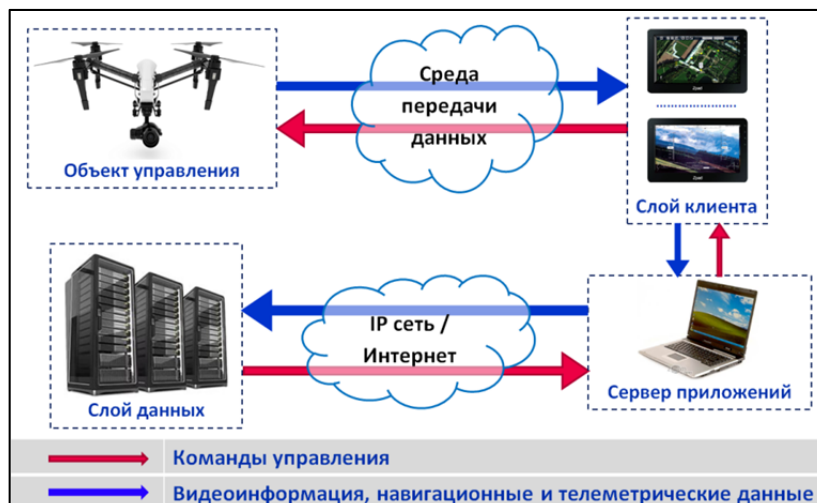 Среда
передачи
данных
Объект управления
Слой клиента
IP сеть /
Интернет
Слой данных
Сервер приложений
Команды управления
Видеоинформация, навигационные и телеметрические данные